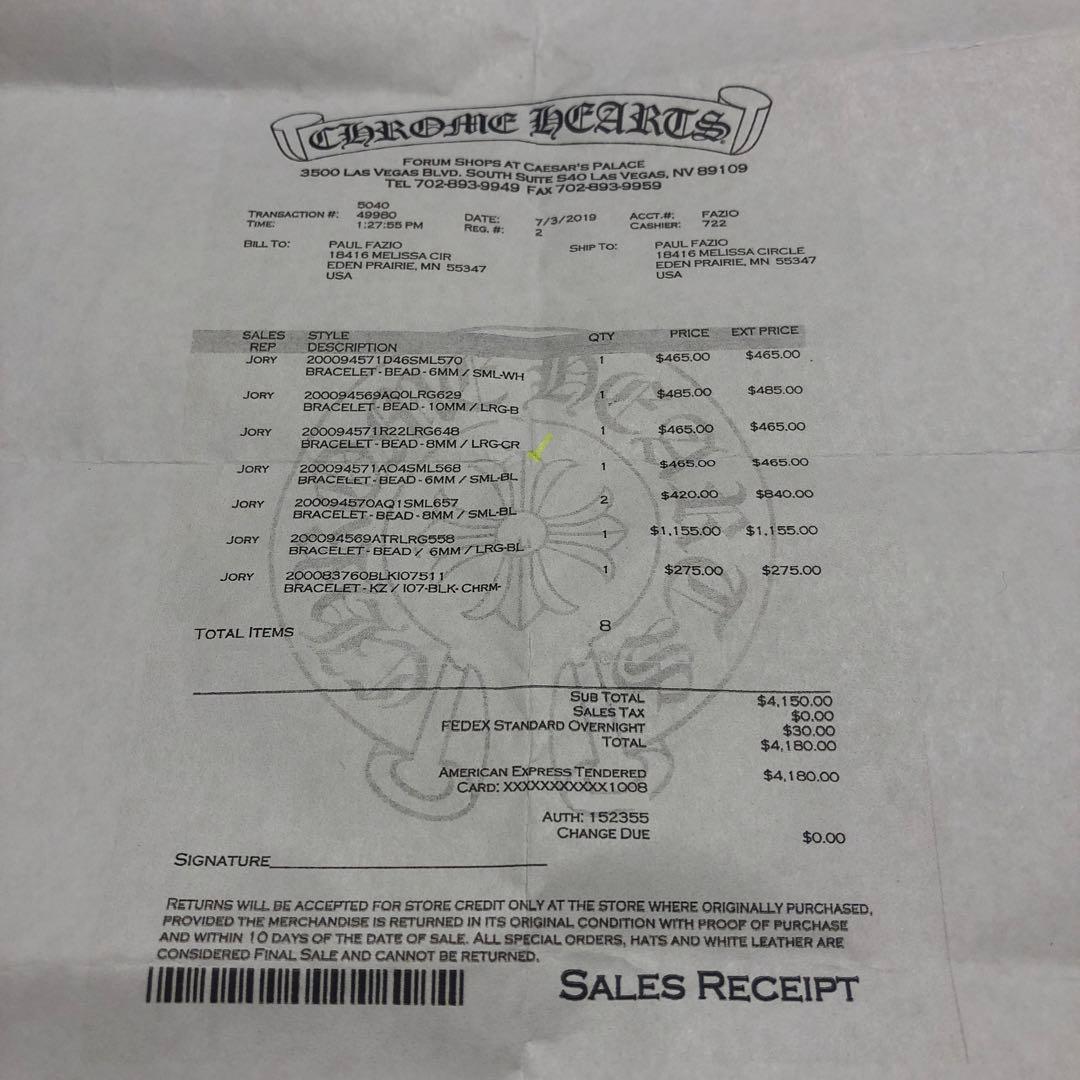 CHROME HEARTS
FORUM SHOPS AT CAESAR'S PALACE
3500 LAS VEGAS BLVD. SOUTH SUITE S40 LAS VEGAS, NV 89109
TEL 702-893-9949 FAX 702-893-9959
5040
TRANSACTION #: 49980 DATE: 7/3/2019 ACCT.#: FAZIO
TIME: 1:27:55 PM REG. #: 2 CASHIER: 722
BILL TO: PAUL FAZIO SHIP TO: PAUL FAZIO
18416 MELISSA CIR 18416 MELISSA CIRCLE
EDEN PRAIRIE, MN 55347 EDEN PRAIRIE, MN 55347
USA USA
SALES STYLE QTY PRICE EXT PRICE
REP DESCRIPTION
JORY 200094571D46SML570 1 $465.00 $465.00
BRACELET - BEAD - 6MM / SML-WH
JORY 200094569AQ0LRG629 1 $485.00 $485.00
BRACELET - BEAD - 10MM / LRG-B
JORY 200094571R22LRG648 1 $465.00 $465.00
BRACELET - BEAD - 8MM / LRG-CR
JORY 200094571AO4SML568 1 $465.00 $465.00
BRACELET - BEAD - 6MM / SML-BL
JORY 200094570AQ1SML657 2 $420.00 $840.00
BRACELET - BEAD - 8MM / SML-BL
JORY 200094569ATRLRG558 1 $1,155.00 $1,155.00
BRACELET - BEAD / 6MM / LRG-BL
JORY 200083760BLKI07511 1 $275.00 $275.00
BRACELET - KZ / I07-BLK- CHRM-
TOTAL ITEMS 8
SUB TOTAL $4,150.00
SALES TAX $0.00
FEDEX STANDARD OVERNIGHT $30.00
TOTAL $4,180.00
AMERICAN EXPRESS TENDERED $4,180.00
CARD: XXXXXXXXXXX1008
AUTH: 152355
CHANGE DUE $0.00
SIGNATURE
RETURNS WILL BE ACCEPTED FOR STORE CREDIT ONLY AT THE STORE WHERE ORIGINALLY PURCHASED,
PROVIDED THE MERCHANDISE IS RETURNED IN ITS ORIGINAL CONDITION WITH PROOF OF PURCHASE
AND WITHIN 10 DAYS OF THE DATE OF SALE. ALL SPECIAL ORDERS, HATS AND WHITE LEATHER ARE
CONSIDERED FINAL SALE AND CANNOT BE RETURNED.
SALES RECEIPT